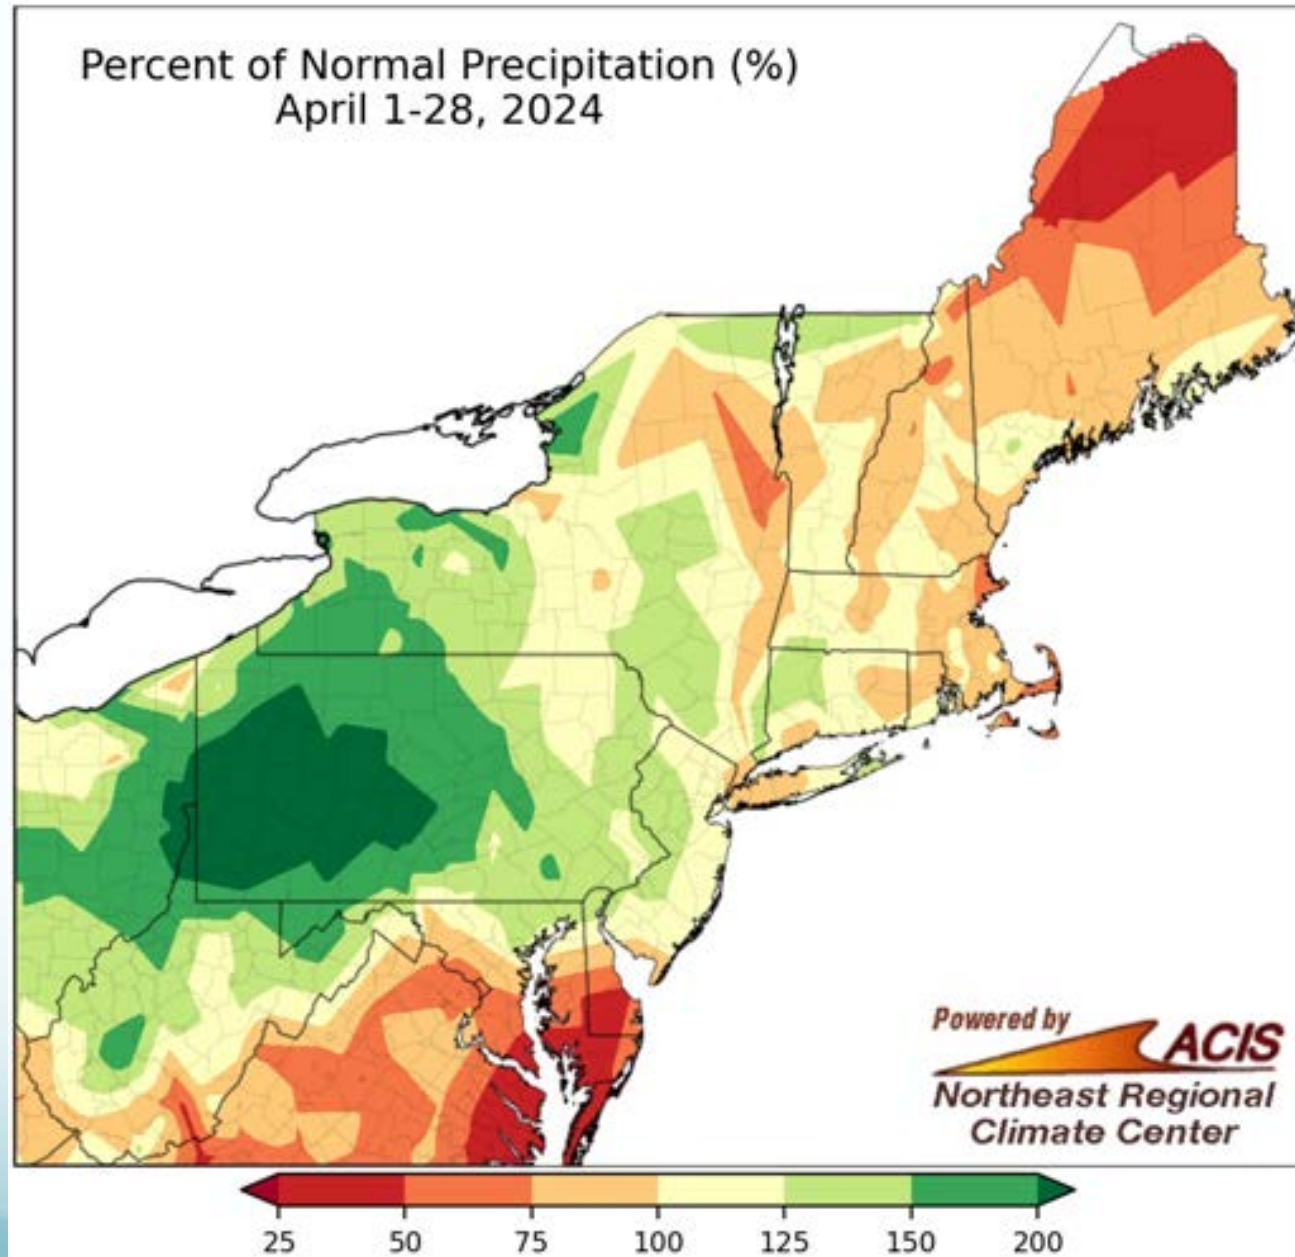 Percent of Normal Precipitation (%)
April 1-28, 2024
Powered by
ACIS
Northeast Regional
Climate Center
25 50 75 100 125 150 200